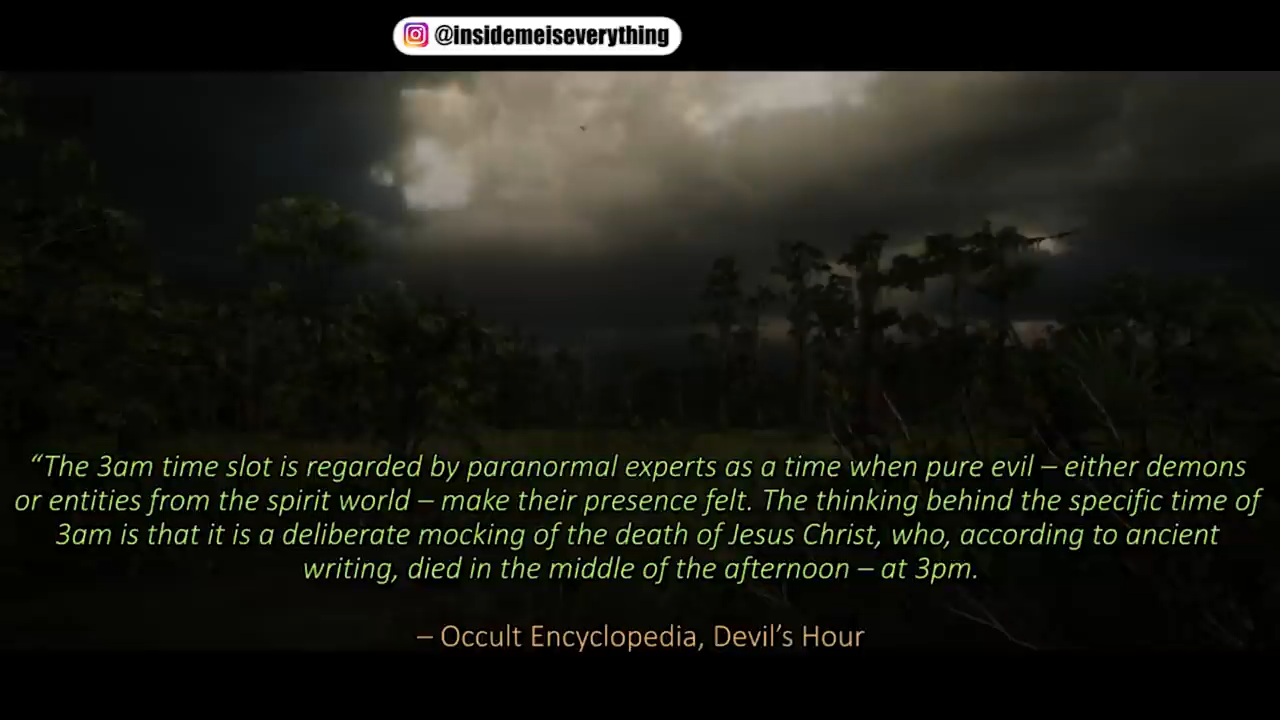 @insidemeiseverything
“The 3am time slot is regarded by paranormal experts as a time when pure evil – either demons
or entities from the spirit world – make their presence felt. The thinking behind the specific time of
3am is that it is a deliberate mocking of the death of Jesus Christ, who, according to ancient
writing, died in the middle of the afternoon – at 3pm.
– Occult Encyclopedia, Devil’s Hour